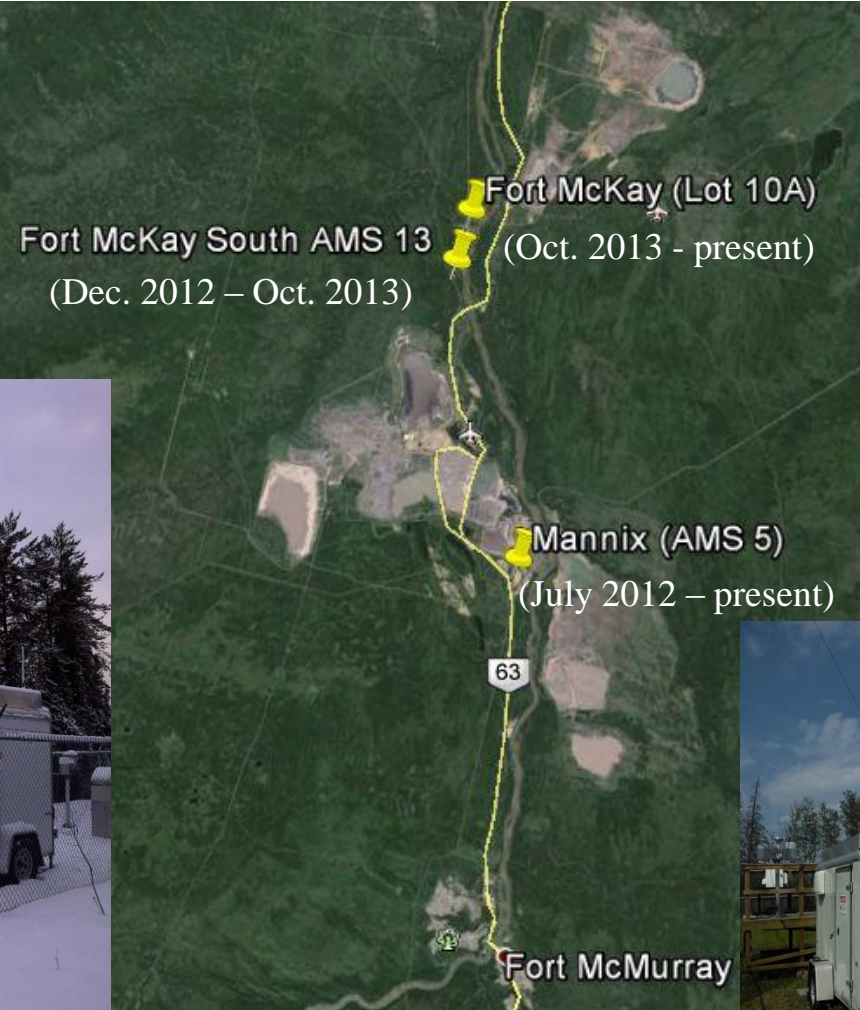 Fort McKay (Lot 10A)
(Oct. 2013 - present)
Fort McKay South AMS 13
(Dec. 2012 – Oct. 2013)
Mannix (AMS 5)
(July 2012 – present)
63
Fort McMurray